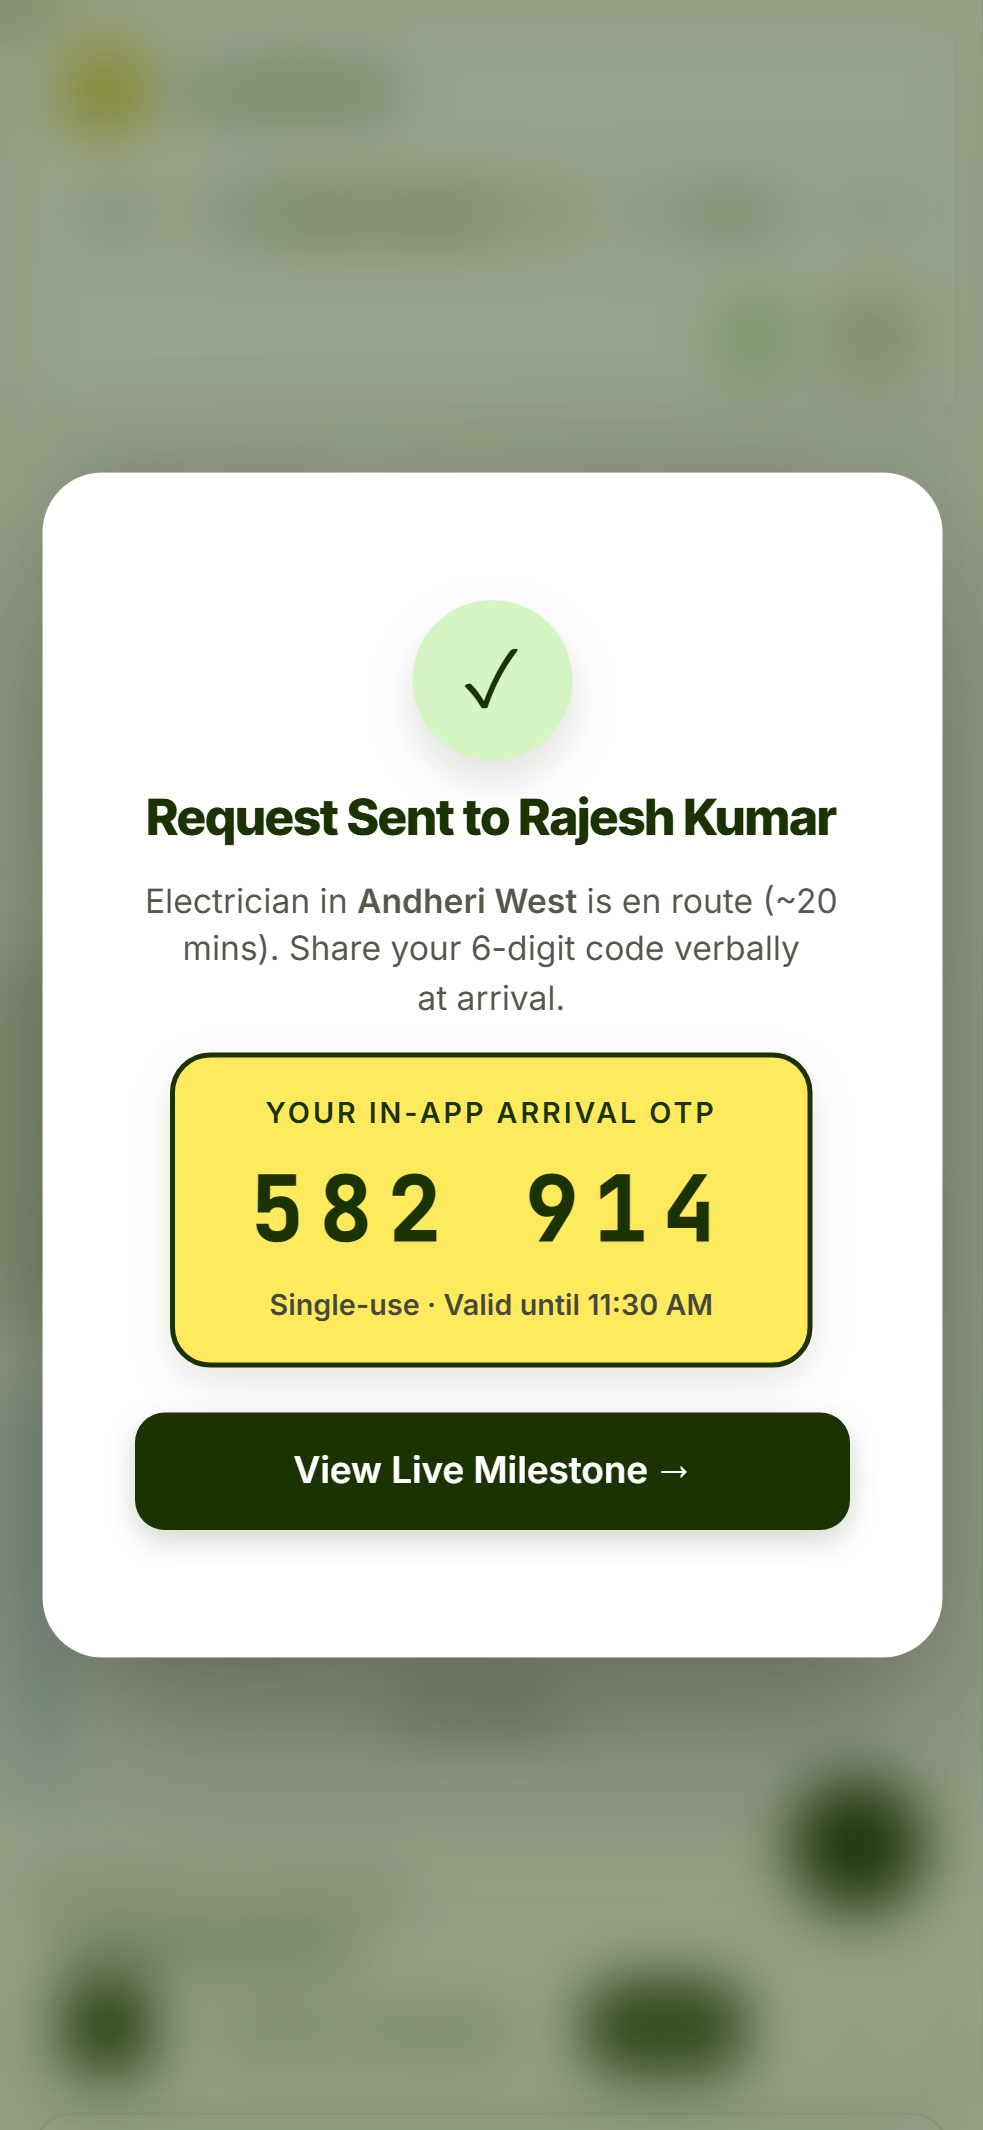 ✓
Request Sent to Rajesh Kumar
Electrician in Andheri West is en route (~20
mins). Share your 6-digit code verbally
at arrival.
YOUR IN-APP ARRIVAL OTP
582 914
Single-use · Valid until 11:30 AM
View Live Milestone →